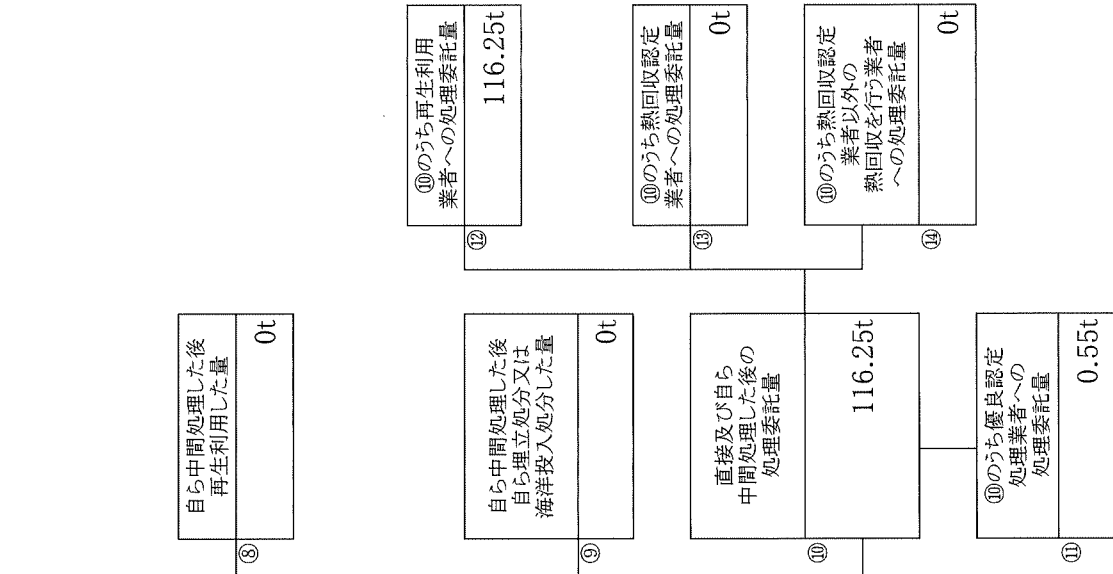 ⑧
自ら中間処理した後
再生利用した量
0t
⑨
自ら中間処理した後
自ら埋立処分又は
海洋投入処分した量
0t
⑩
直接及び自ら
中間処理した後の
処理委託量
116.25t
⑪
⑩のうち優良認定
処理業者への
処理委託量
0.55t
⑫
⑩のうち再生利用
業者への処理委託量
116.25t
⑬
⑩のうち熱回収認定
業者への処理委託量
0t
⑭
⑩のうち熱回収認定
業者以外の
熱回収を行う業者
への処理委託量
0t